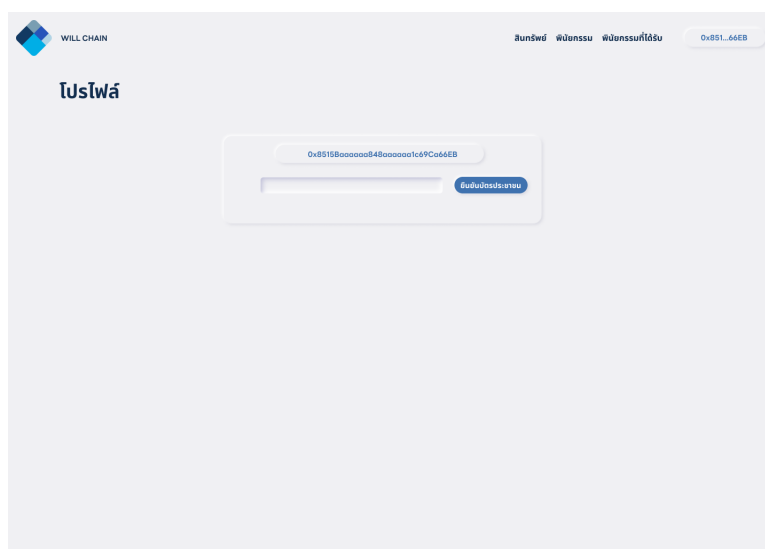 WILL CHAIN
สินทรัพย์ พินัยกรรม พินัยกรรมที่ได้รับ 0x851...66EB
โปรไฟล์
0x8515Baaaaaa848aaaaaa1c69Ca66EB
ยืนยันบัตรประชาชน